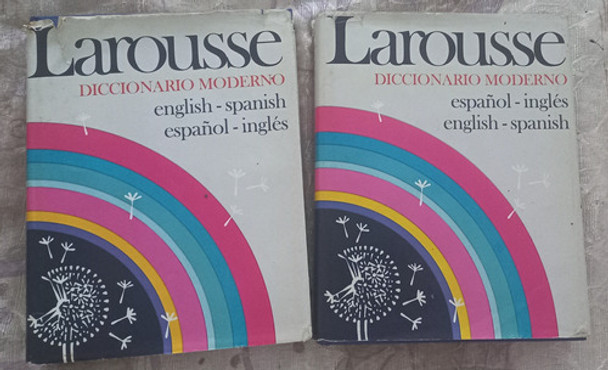 Larousse
DICCIONARIO MODERNO
english - spanish
español - inglés
Larousse
DICCIONARIO MODERNO
español - inglés
english - spanish